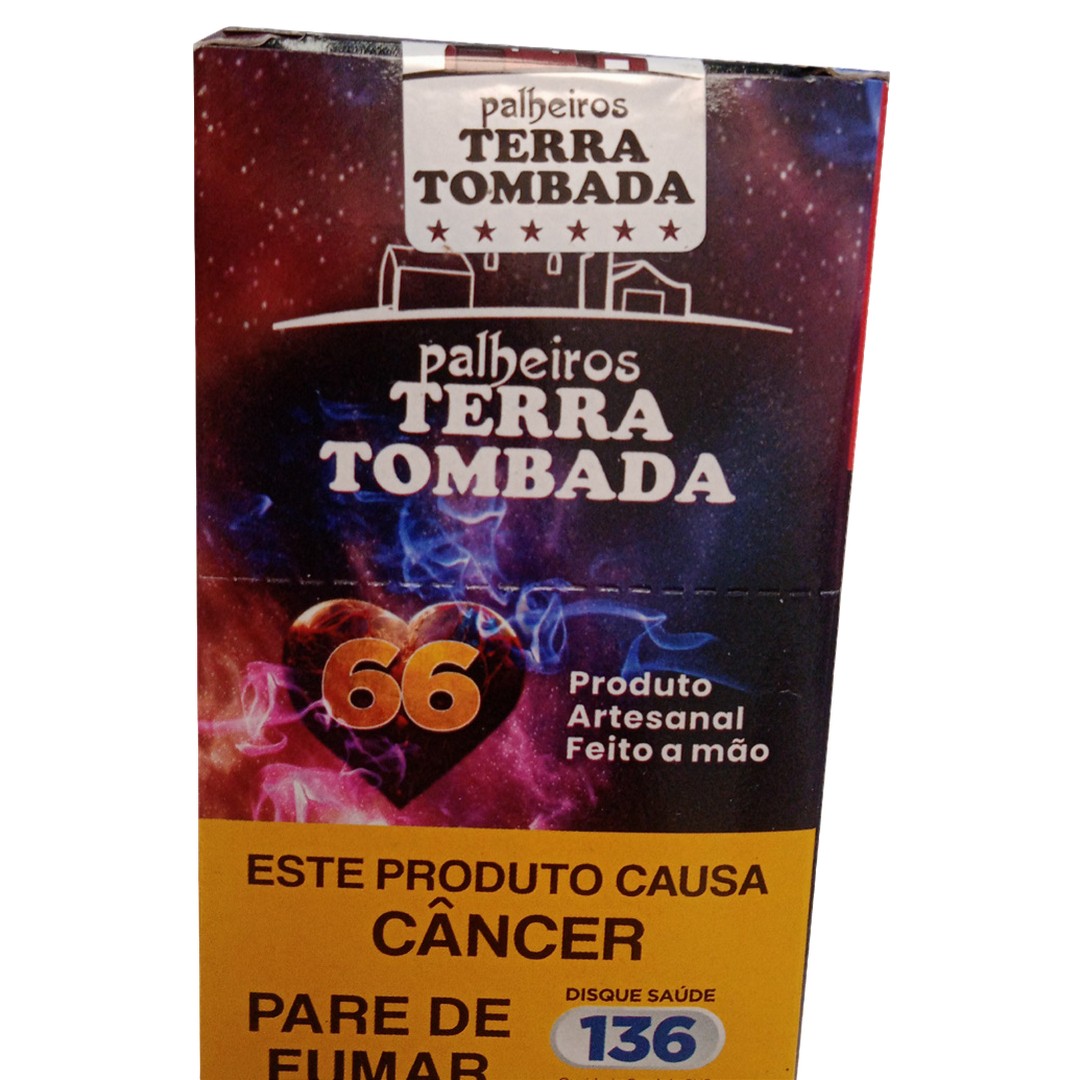 palheiros
TERRA
TOMBADA
palheiros
TERRA
TOMBADA
66
Produto
Artesanal
Feito a mão
ESTE PRODUTO CAUSA
CÂNCER
PARE DE
FUMAR
DISQUE SAÚDE
136